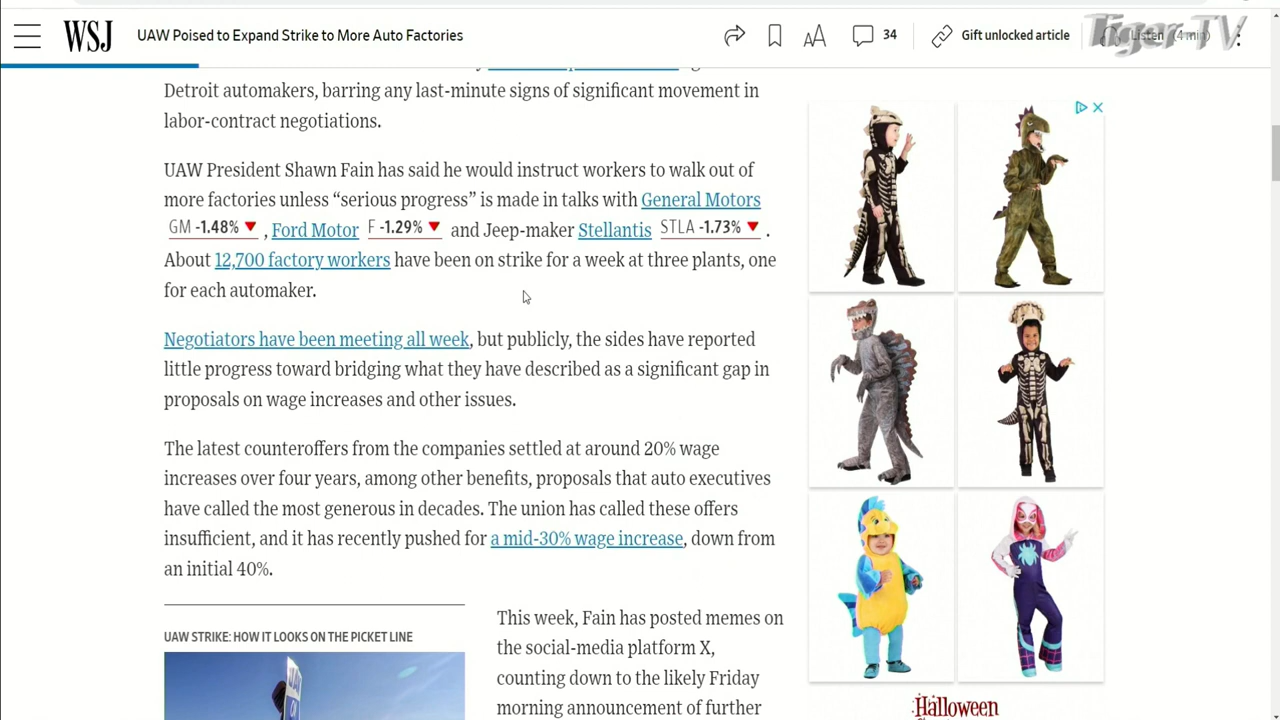 WSJ
UAW Poised to Expand Strike to More Auto Factories
34
Gift unlocked article
Listen (4 min)
Tiger-TV
Detroit automakers, barring any last-minute signs of significant movement in
labor-contract negotiations.
UAW President Shawn Fain has said he would instruct workers to walk out of
more factories unless “serious progress” is made in talks with General Motors
GM -1.48% , Ford Motor F -1.29% and Jeep-maker Stellantis STLA -1.73% .
About 12,700 factory workers have been on strike for a week at three plants, one
for each automaker.
Negotiators have been meeting all week, but publicly, the sides have reported
little progress toward bridging what they have described as a significant gap in
proposals on wage increases and other issues.
The latest counteroffers from the companies settled at around 20% wage
increases over four years, among other benefits, proposals that auto executives
have called the most generous in decades. The union has called these offers
insufficient, and it has recently pushed for a mid-30% wage increase, down from
an initial 40%.
UAW STRIKE: HOW IT LOOKS ON THE PICKET LINE
This week, Fain has posted memes on
the social-media platform X,
counting down to the likely Friday
morning announcement of further
Halloween